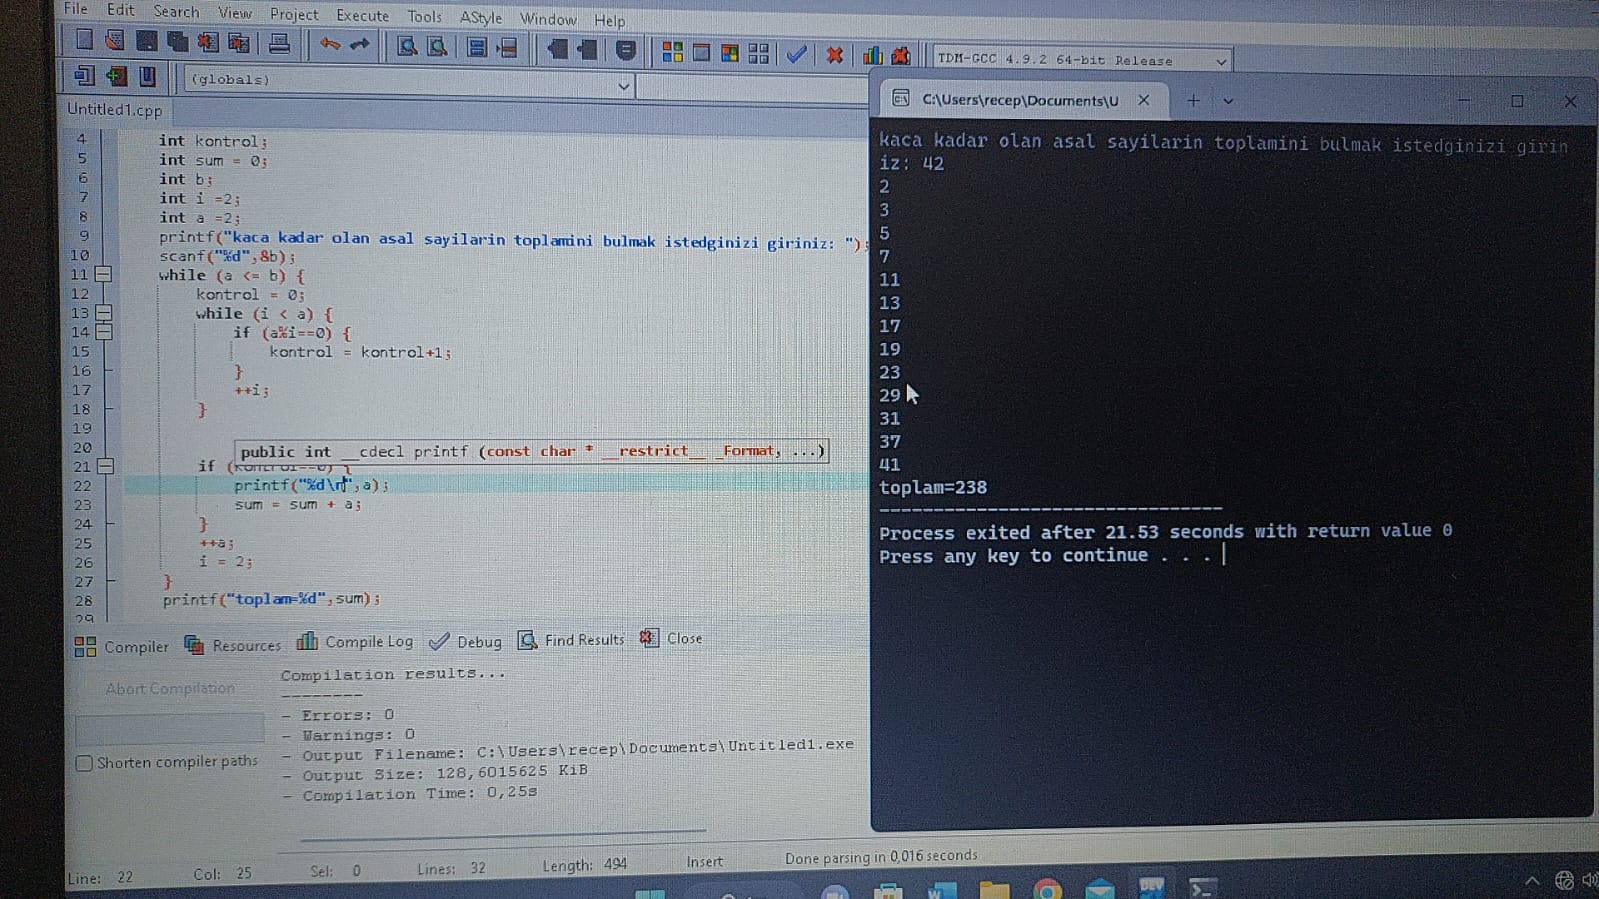 File Edit Search View Project Execute Tools AStyle Window Help
TDM-GCC 4.9.2 64-bit Release
(globals)
Untitled1.cpp
4 int kontrol;
5 int sum = 0;
6 int b;
7 int i =2;
8 int a =2;
9 printf("kaca kadar olan asal sayilarin toplamini bulmak istedginizi giriniz: ");
10 scanf("%d",&b);
11 while (a <= b) {
12 kontrol = 0;
13 while (i < a) {
14 if (a%i==0) {
15 kontrol = kontrol+1;
16 }
17 ++i;
18 }
19
20
public int __cdecl printf (const char * __restrict__ _Format, ...)
21 if (kontrol==0) {
22 printf("%d\n",a);
23 sum = sum + a;
24 }
25 ++a;
26 i = 2;
27 }
28 printf("toplam=%d",sum);
29
Compiler Resources Compile Log Debug Find Results Close
Abort Compilation
Shorten compiler paths
Compilation results...
--------
- Errors: 0
- Warnings: 0
- Output Filename: C:\Users\recep\Documents\Untitled1.exe
- Output Size: 128,6015625 KiB
- Compilation Time: 0,25s
Line: 22 Col: 25 Sel: 0 Lines: 32 Length: 494 Insert Done parsing in 0,016 seconds
C:\Users\recep\Documents\U
kaca kadar olan asal sayilarin toplamini bulmak istedginizi girin
iz: 42
2
3
5
7
11
13
17
19
23
29
31
37
41
toplam=238
--------------------------------
Process exited after 21.53 seconds with return value 0
Press any key to continue . . .
DEV